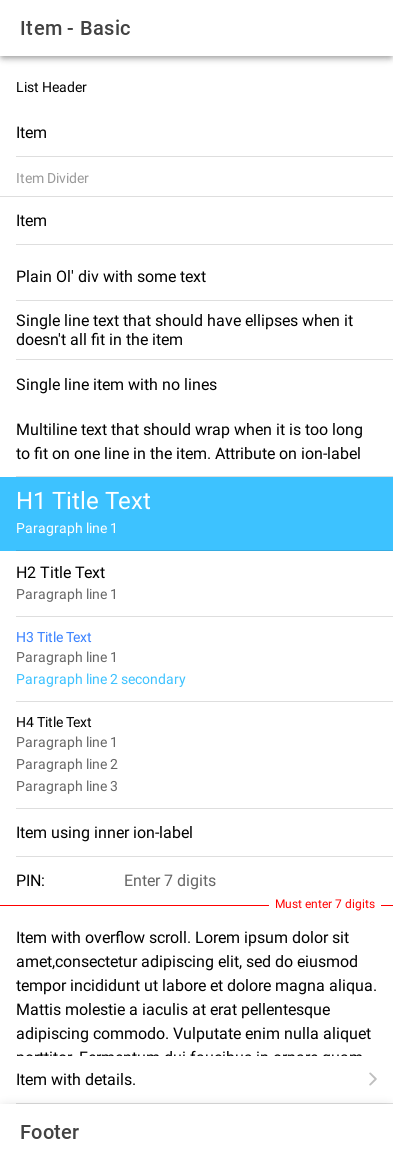 Item - Basic
List Header
Item
Item Divider
Item
Plain Ol' div with some text
Single line text that should have ellipses when it
doesn't all fit in the item
Single line item with no lines
Multiline text that should wrap when it is too long
to fit on one line in the item. Attribute on ion-label
H1 Title Text
Paragraph line 1
H2 Title Text
Paragraph line 1
H3 Title Text
Paragraph line 1
Paragraph line 2 secondary
H4 Title Text
Paragraph line 1
Paragraph line 2
Paragraph line 3
Item using inner ion-label
PIN: Enter 7 digits
Must enter 7 digits
Item with overflow scroll. Lorem ipsum dolor sit
amet,consectetur adipiscing elit, sed do eiusmod
tempor incididunt ut labore et dolore magna aliqua.
Mattis molestie a iaculis at erat pellentesque
adipiscing commodo. Vulputate enim nulla aliquet
porttitor. Fermentum dui faucibus in ornare quam
Item with details.
Footer